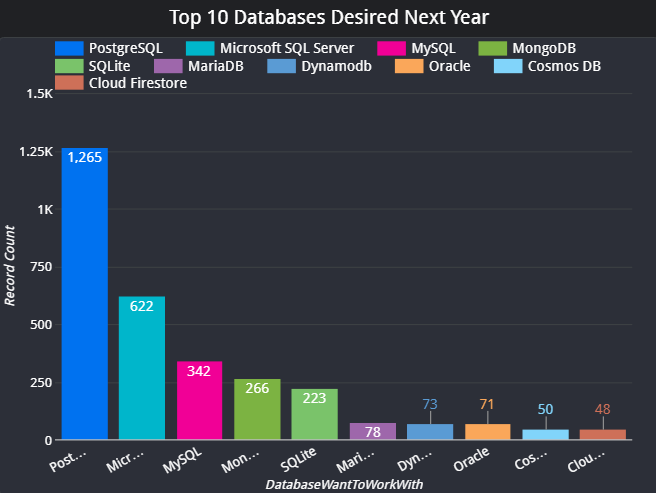 Top 10 Databases Desired Next Year
PostgreSQL Microsoft SQL Server MySQL MongoDB
SQLite MariaDB Dynamodb Oracle Cosmos DB
Cloud Firestore
1.5K
1.25K
1K
750
500
250
0
Record Count
1,265
622
342
266
223
78
73
71
50
48
Post... Micr... MySQL Mon... SQLite Mari... Dyn... Oracle Cos... Clou...
DatabaseWantToWorkWith